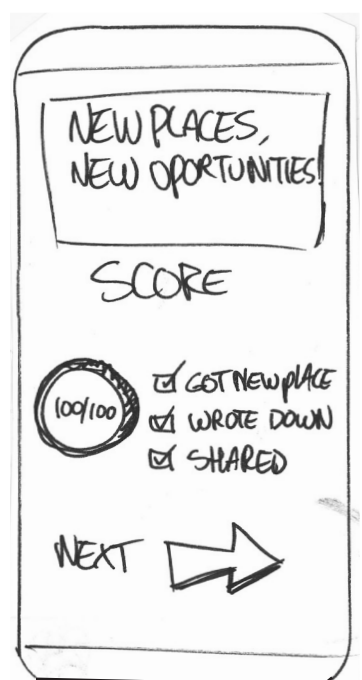 NEW PLACES,
NEW OPORTUNITIES!
SCORE
100/100
GOT NEW PLACE
WROTE DOWN
SHARED
NEXT